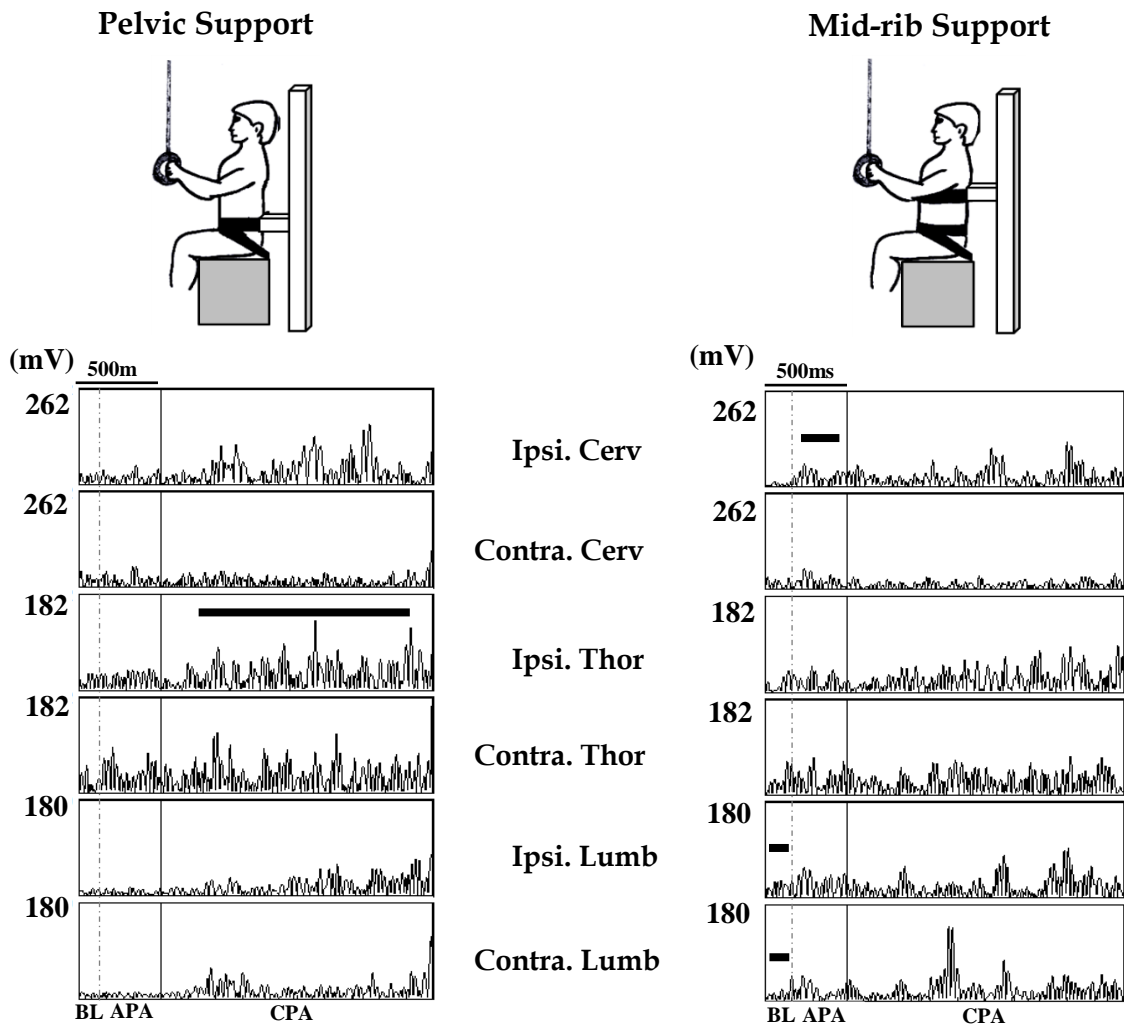 Pelvic Support
Mid-rib Support
(mV)
500m
(mV)
500ms
262
Ipsi. Cerv
262
262
Contra. Cerv
262
182
Ipsi. Thor
182
182
Contra. Thor
182
180
Ipsi. Lumb
180
180
Contra. Lumb
180
BL APA CPA
BL APA CPA